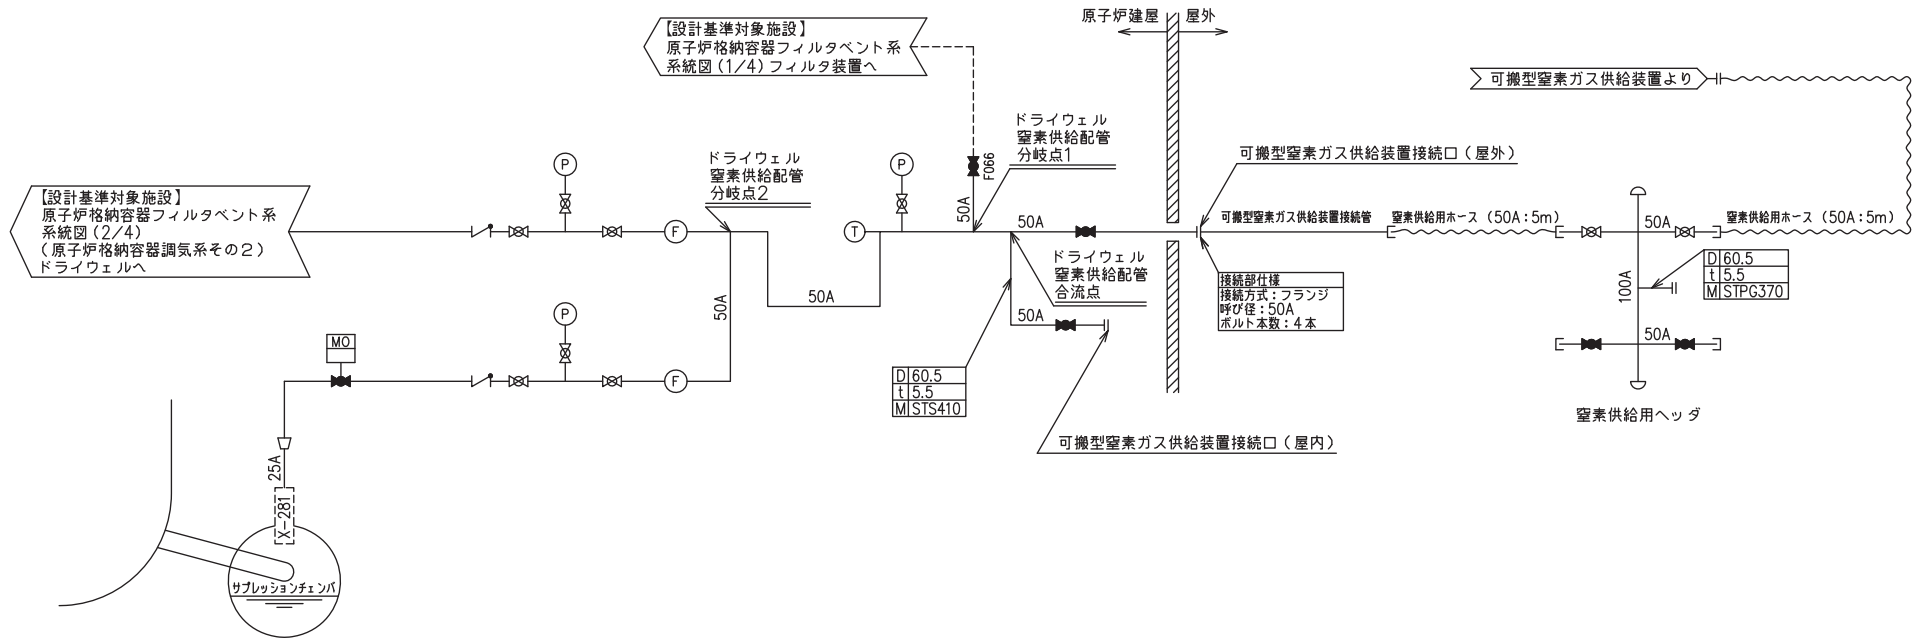 【設計基準対象施設】
原子炉格納容器フィルタベント系
系統図(1/4)フィルタ装置へ
原子炉建屋
屋外
可搬型窒素ガス供給装置より
ドライウェル
窒素供給配管
分岐点1
F066
50A
P
P
ドライウェル
窒素供給配管
分岐点2
可搬型窒素ガス供給装置接続口(屋外)
【設計基準対象施設】
原子炉格納容器フィルタベント系
系統図(2/4)
(原子炉格納容器調気系その2)
ドライウェルへ
F
T
50A
可搬型窒素ガス供給装置接続管
窒素供給用ホース(50A:5m)
50A
窒素供給用ホース(50A:5m)
ドライウェル
窒素供給配管
合流点
D 60.5
t 5.5
M STPG370
接続部仕様
接続方式:フランジ
呼び径:50A
ボルト本数:4本
100A
50A
50A
50A
50A
P
MO
F
D 60.5
t 5.5
M STS410
窒素供給用ヘッダ
可搬型窒素ガス供給装置接続口(屋内)
25A
X-281
サプレッションチェンバ